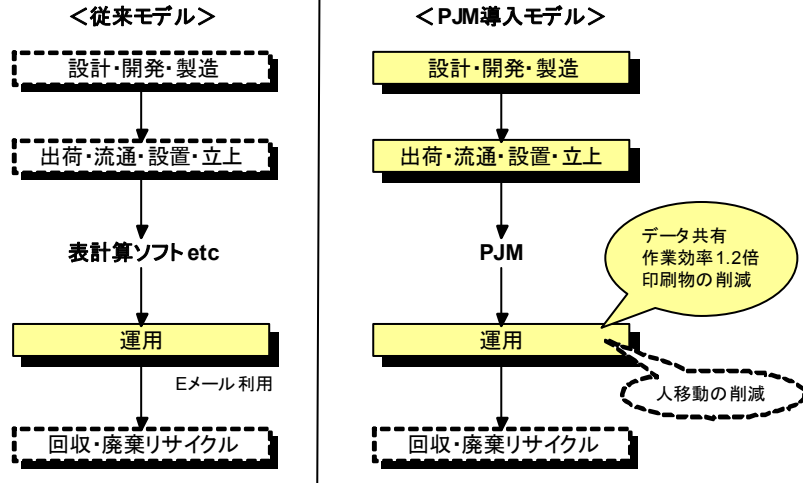 ＜従来モデル＞
設計・開発・製造
出荷・流通・設置・立上
表計算ソフト etc
運用
Eメール利用
回収・廃棄リサイクル
＜PJM導入モデル＞
設計・開発・製造
出荷・流通・設置・立上
PJM
データ共有
作業効率1.2倍
印刷物の削減
運用
人移動の削減
回収・廃棄リサイクル